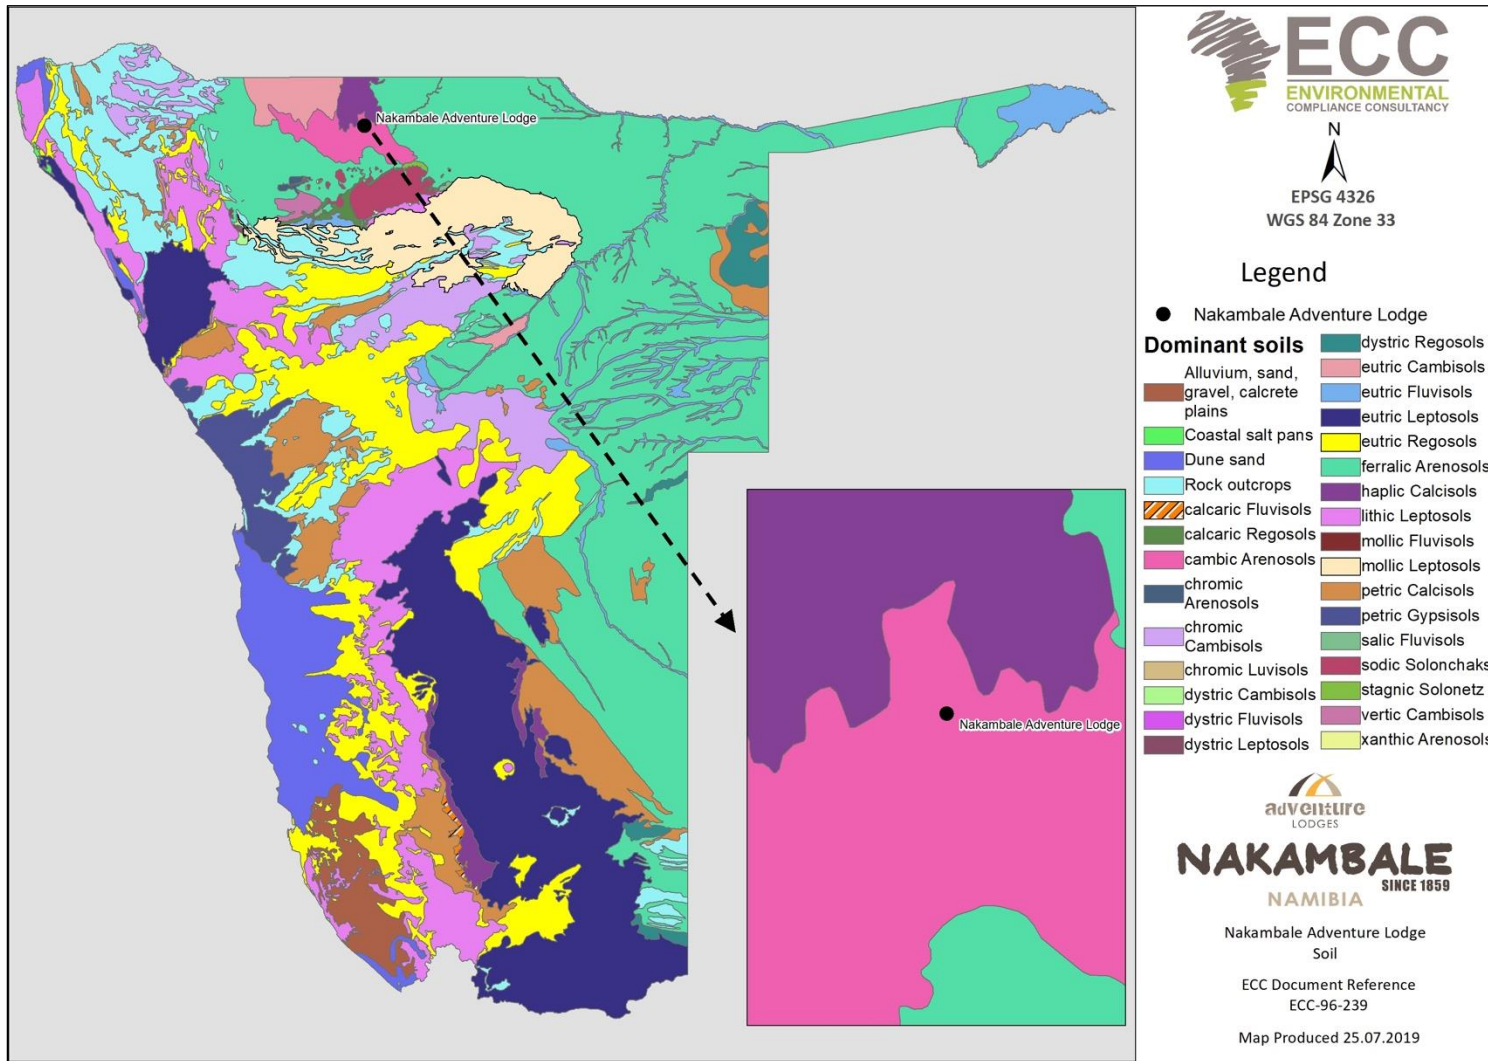 Nakambale Adventure Lodge
Nakambale Adventure Lodge
ECC
ENVIRONMENTAL
COMPLIANCE CONSULTANCY
N
EPSG 4326
WGS 84 Zone 33
Legend
Nakambale Adventure Lodge
Dominant soils
Alluvium, sand,
gravel, calcrete
plains
Coastal salt pans
Dune sand
Rock outcrops
calcaric Fluvisols
calcaric Regosols
cambic Arenosols
chromic
Arenosols
chromic
Cambisols
chromic Luvisols
dystric Cambisols
dystric Fluvisols
dystric Leptosols
dystric Regosols
eutric Cambisols
eutric Fluvisols
eutric Leptosols
eutric Regosols
ferralic Arenosols
haplic Calcisols
lithic Leptosols
mollic Fluvisols
mollic Leptosols
petric Calcisols
petric Gypsisols
salic Fluvisols
sodic Solonchaks
stagnic Solonetz
vertic Cambisols
xanthic Arenosols
adventure
LODGES
NAKAMBALE
SINCE 1859
NAMIBIA
Nakambale Adventure Lodge
Soil
ECC Document Reference
ECC-96-239
Map Produced 25.07.2019